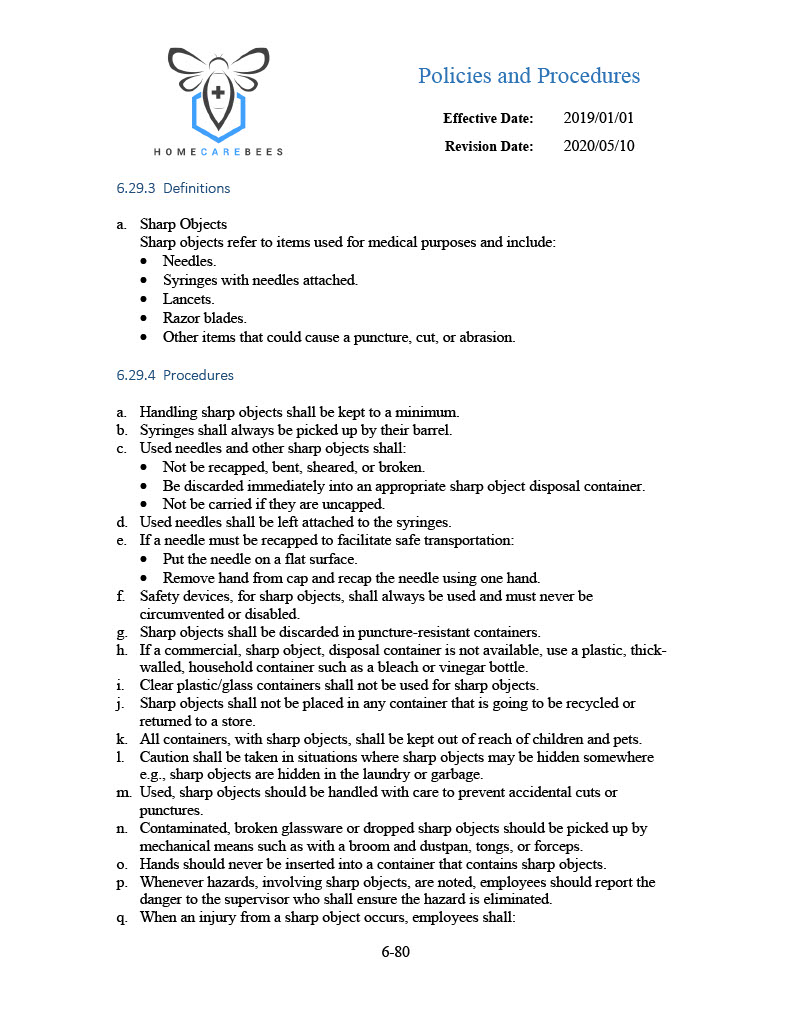 Policies and Procedures
Effective Date: 2019/01/01
Revision Date: 2020/05/10
HOMECAREBEES
6.29.3 Definitions
a. Sharp Objects
Sharp objects refer to items used for medical purposes and include:
• Needles.
• Syringes with needles attached.
• Lancets.
• Razor blades.
• Other items that could cause a puncture, cut, or abrasion.
6.29.4 Procedures
a. Handling sharp objects shall be kept to a minimum.
b. Syringes shall always be picked up by their barrel.
c. Used needles and other sharp objects shall:
• Not be recapped, bent, sheared, or broken.
• Be discarded immediately into an appropriate sharp object disposal container.
• Not be carried if they are uncapped.
d. Used needles shall be left attached to the syringes.
e. If a needle must be recapped to facilitate safe transportation:
• Put the needle on a flat surface.
• Remove hand from cap and recap the needle using one hand.
f. Safety devices, for sharp objects, shall always be used and must never be
circumvented or disabled.
g. Sharp objects shall be discarded in puncture-resistant containers.
h. If a commercial, sharp object, disposal container is not available, use a plastic, thick-
walled, household container such as a bleach or vinegar bottle.
i. Clear plastic/glass containers shall not be used for sharp objects.
j. Sharp objects shall not be placed in any container that is going to be recycled or
returned to a store.
k. All containers, with sharp objects, shall be kept out of reach of children and pets.
l. Caution shall be taken in situations where sharp objects may be hidden somewhere
e.g., sharp objects are hidden in the laundry or garbage.
m. Used, sharp objects should be handled with care to prevent accidental cuts or
punctures.
n. Contaminated, broken glassware or dropped sharp objects should be picked up by
mechanical means such as with a broom and dustpan, tongs, or forceps.
o. Hands should never be inserted into a container that contains sharp objects.
p. Whenever hazards, involving sharp objects, are noted, employees should report the
danger to the supervisor who shall ensure the hazard is eliminated.
q. When an injury from a sharp object occurs, employees shall:
6-80